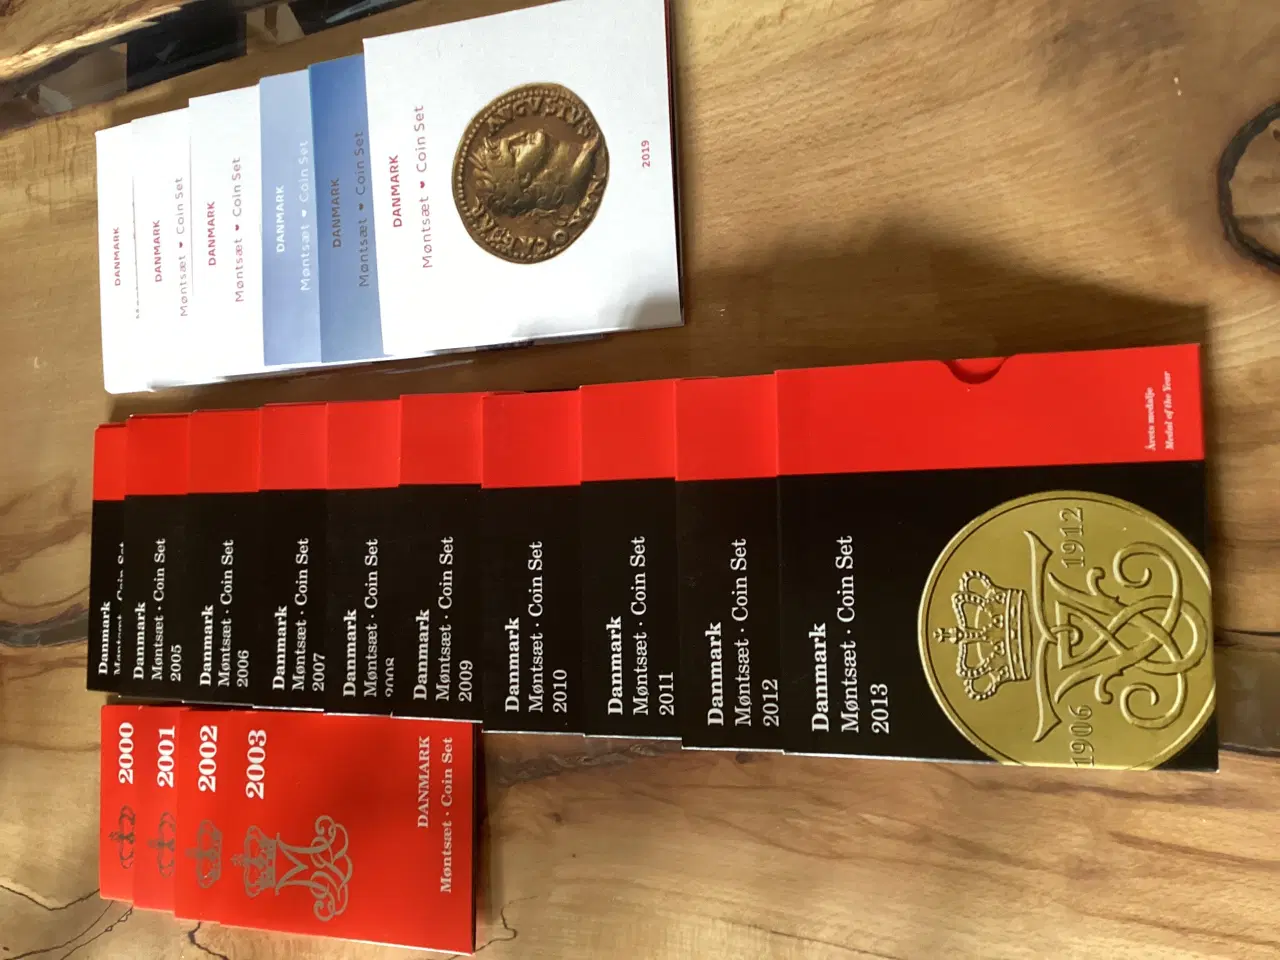 DANMARK
DANMARK
Møntsæt ❤ Coin Set
DANMARK
Møntsæt ❤ Coin Set
DANMARK
Møntsæt ❤ Coin Set
DANMARK
Møntsæt ❤ Coin Set
DANMARK
Møntsæt ❤ Coin Set
AVGVSTVS
2019
Danmark
Møntsæt · Coin Set
Danmark
Møntsæt · Coin Set
2005
Danmark
Møntsæt · Coin Set
2006
Danmark
Møntsæt · Coin Set
2007
Danmark
Møntsæt · Coin Set
2008
Danmark
Møntsæt · Coin Set
2009
Danmark
Møntsæt · Coin Set
2010
Danmark
Møntsæt · Coin Set
2011
Danmark
Møntsæt · Coin Set
2012
Danmark
Møntsæt · Coin Set
2013
Årets medalje
Medal of the Year
1906 1912
2000
2001
2002
2003
DANMARK
Møntsæt · Coin Set